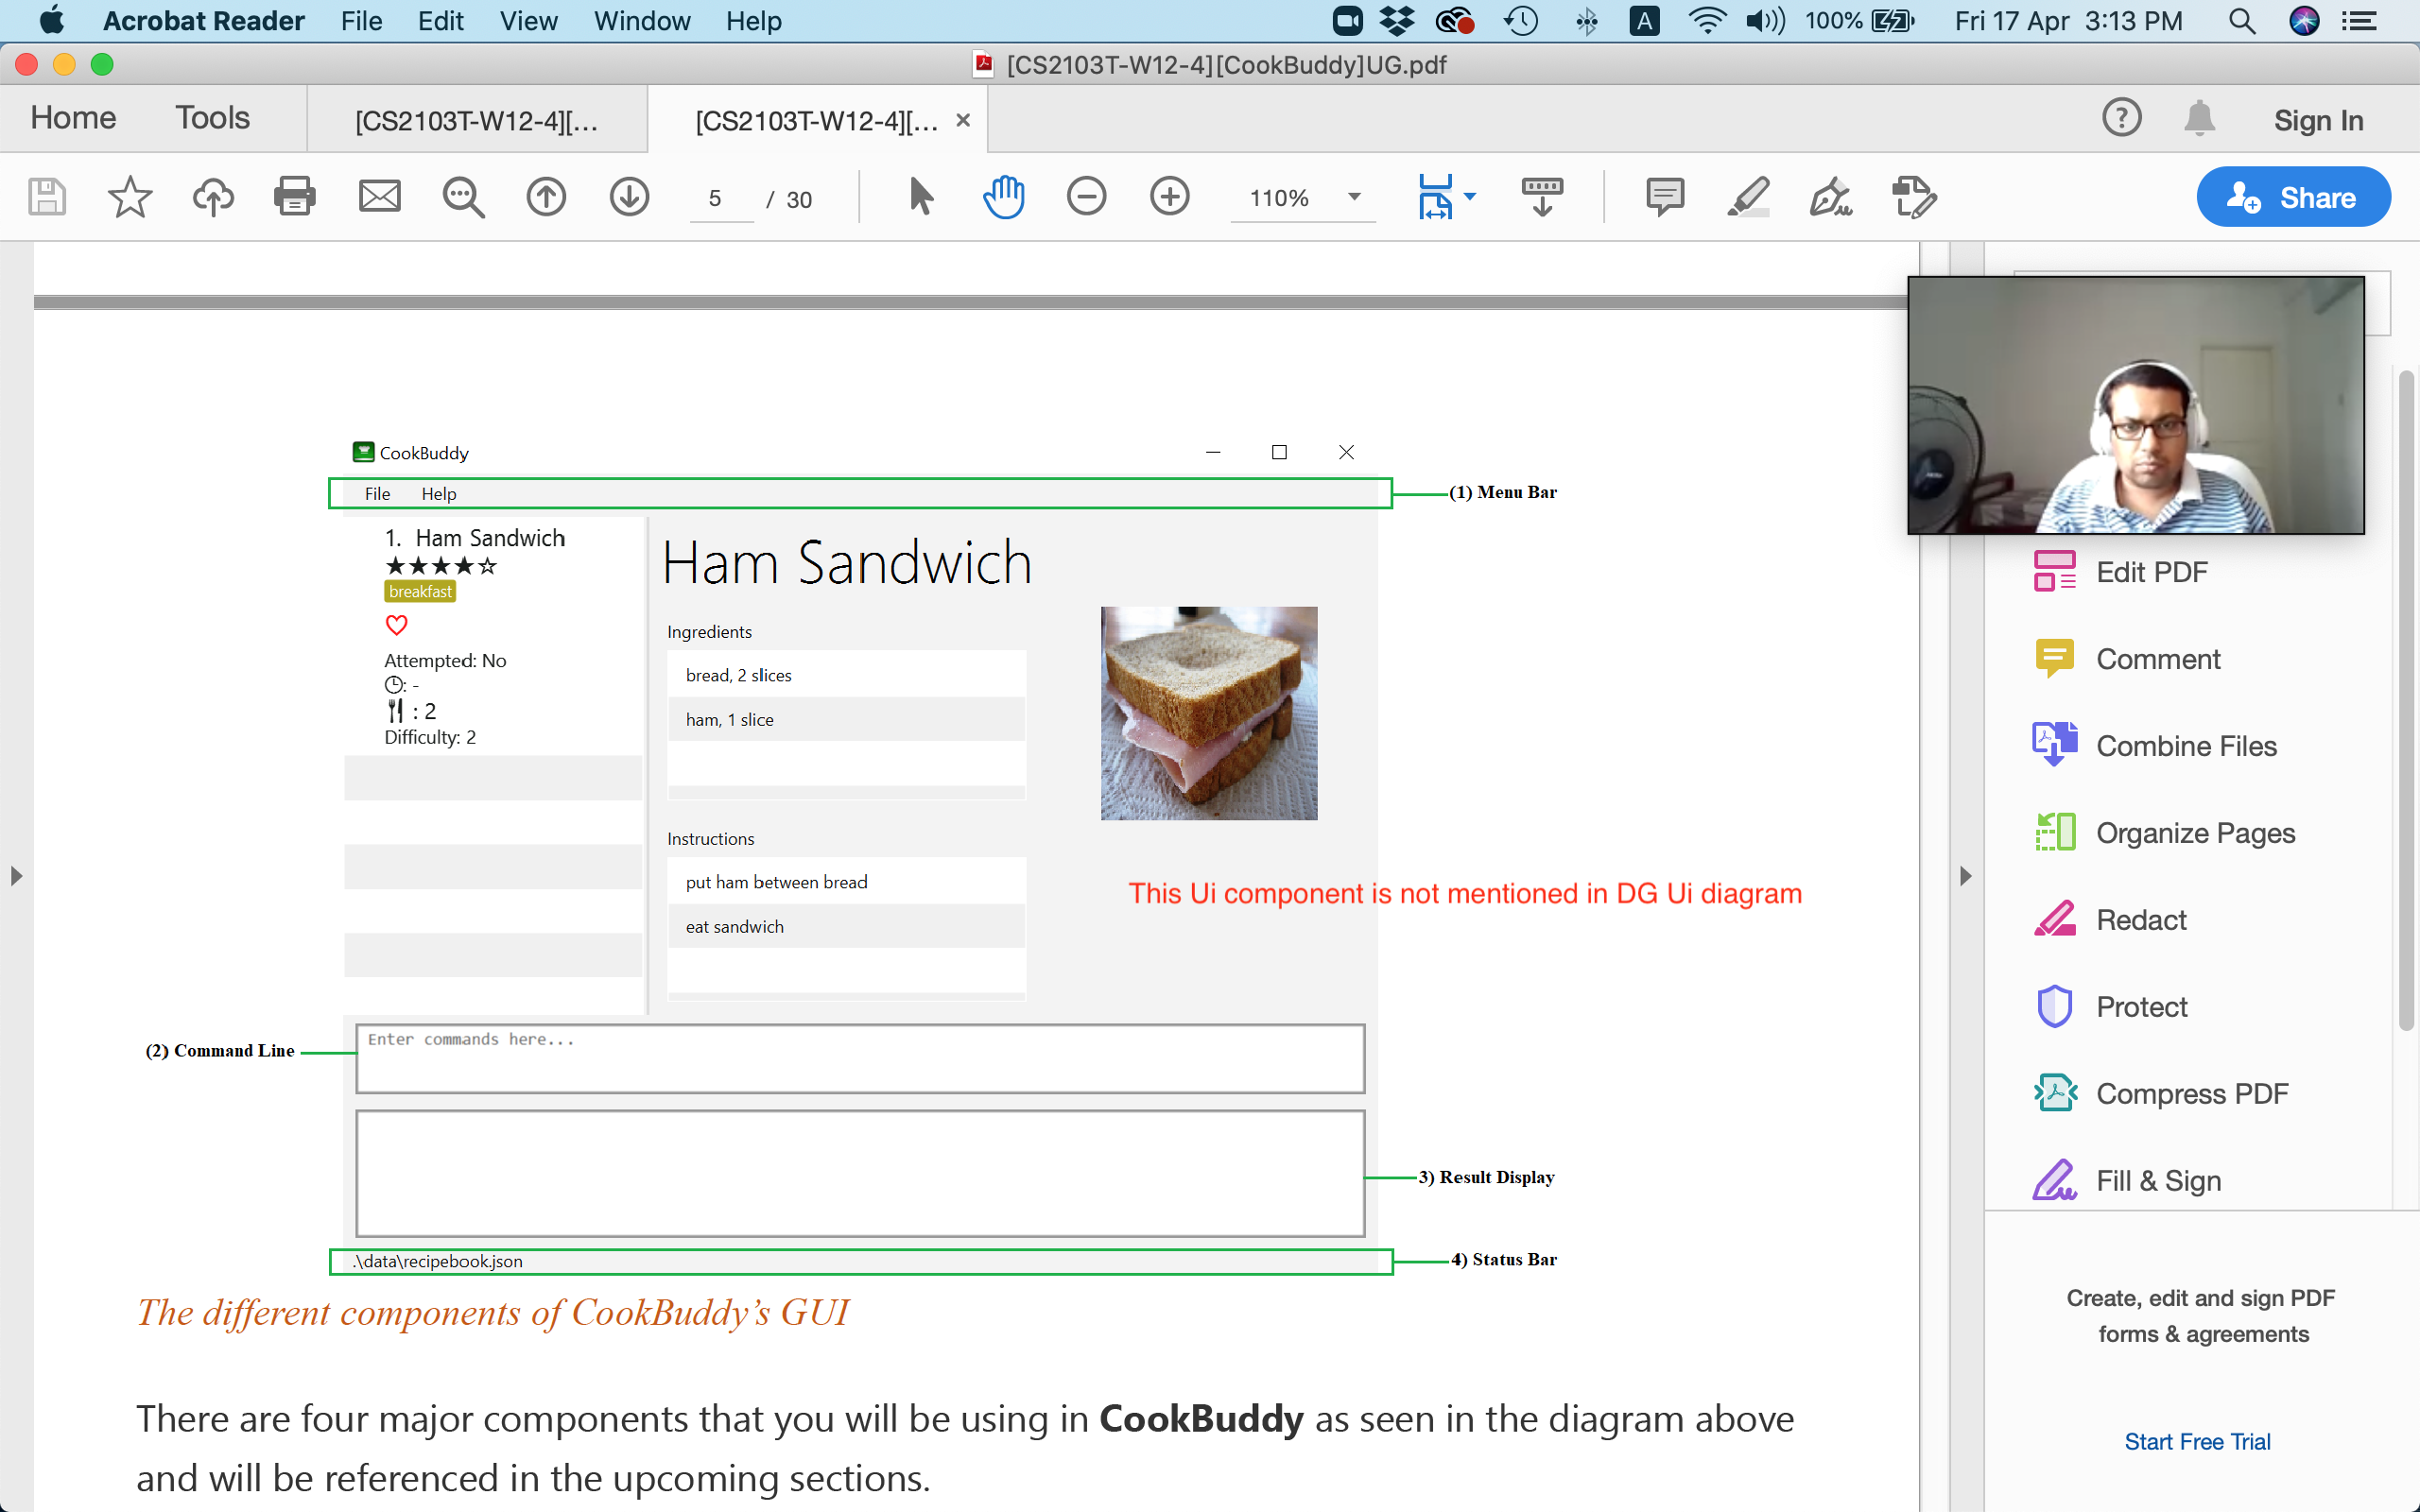 Acrobat Reader File Edit View Window Help 100% Fri 17 Apr 3:13 PM
[CS2103T-W12-4][CookBuddy]UG.pdf
Home Tools [CS2103T-W12-4][... [CS2103T-W12-4][... × ? Sign In
5 / 30 110% Share
CookBuddy
File Help
(1) Menu Bar
1. Ham Sandwich
★★★★☆
breakfast
Attempted: No
: -
: 2
Difficulty: 2
Ham Sandwich
Ingredients
bread, 2 slices
ham, 1 slice
Instructions
put ham between bread
eat sandwich
This Ui component is not mentioned in DG Ui diagram
(2) Command Line
Enter commands here...
3) Result Display
.\data\recipebook.json
4) Status Bar
The different components of CookBuddy’s GUI
There are four major components that you will be using in CookBuddy as seen in the diagram above
and will be referenced in the upcoming sections.
Edit PDF
Comment
Combine Files
Organize Pages
Redact
Protect
Compress PDF
Fill & Sign
Create, edit and sign PDF
forms & agreements
Start Free Trial